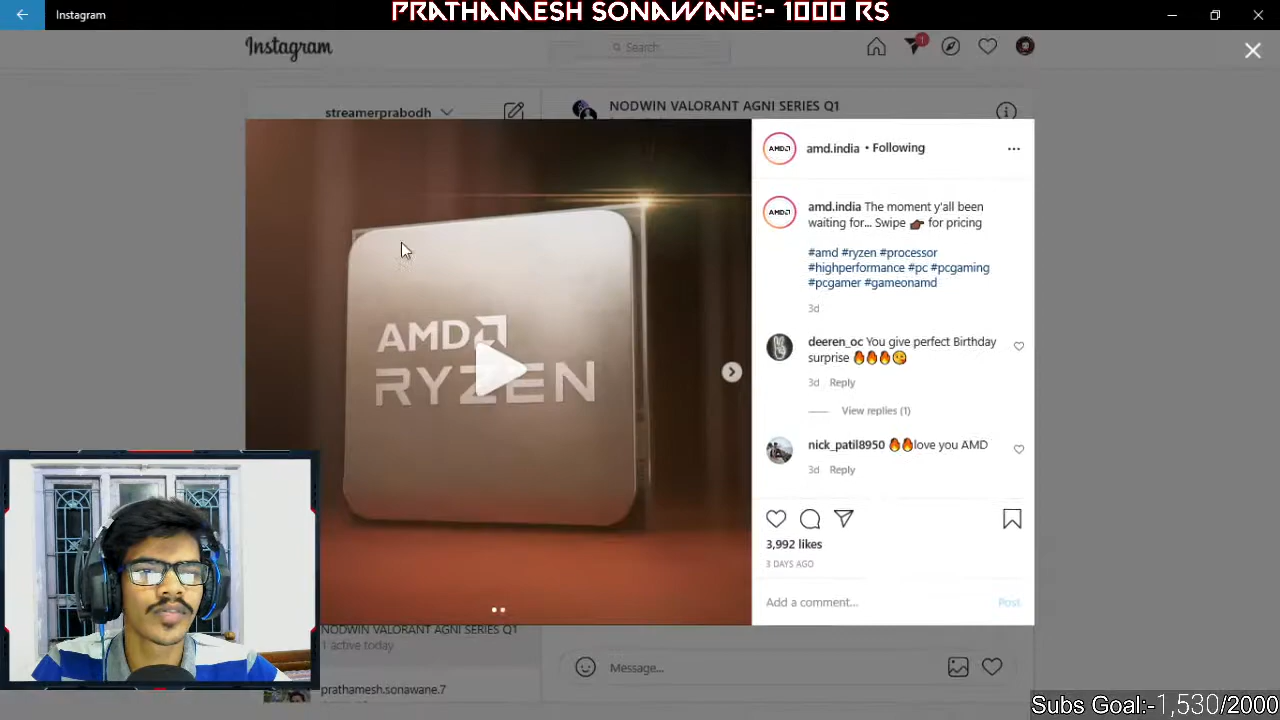 PRATHAMESH SONAWANE:- 1000 RS
Instagram
Instagram
Search
1
streamerprabodh
NODWIN VALORANT AGNI SERIES Q1
AMD
RYZEN
AMD
amd.india • Following
AMD
amd.india The moment y'all been
waiting for... Swipe 👉🏿 for pricing
#amd #ryzen #processor
#highperformance #pc #pcgaming
#pcgamer #gameonamd
3d
deeren_oc You give perfect Birthday
surprise 🔥🔥🔥😘
3d Reply
View replies (1)
nick_patil8950 🔥🔥love you AMD
3d Reply
3,992 likes
3 DAYS AGO
Add a comment...
Post
NODWIN VALORANT AGNI SERIES Q1
1 active today
Message...
prathamesh.sonawane.7
Subs Goal:-1,530/2000